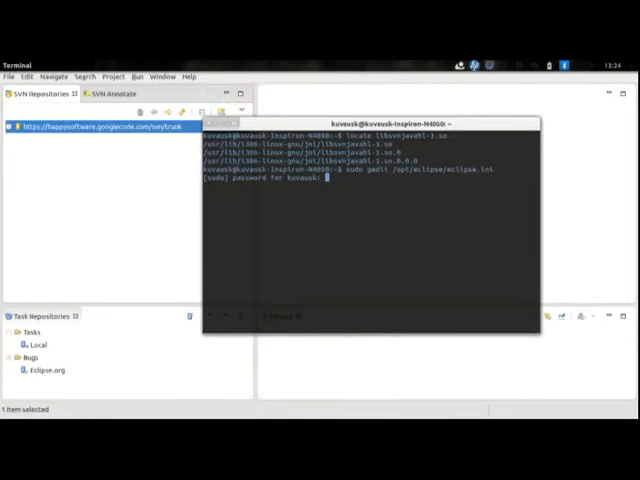 Terminal
13:24
File Edit Navigate Search Project Run Window Help
SVN Repositories
SVN Annotate
https://happysoftware.googlecode.com/svn/trunk
kuvausk@kuvausk-Inspiron-N4050: ~
kuvausk@kuvausk-Inspiron-N4050:~$ locate libsvnjavahl-1.so
/usr/lib/i386-linux-gnu/jni/libsvnjavahl-1.so
/usr/lib/i386-linux-gnu/jni/libsvnjavahl-1.so.0
/usr/lib/i386-linux-gnu/jni/libsvnjavahl-1.so.0.0.0
kuvausk@kuvausk-Inspiron-N4050:~$ sudo gedit /opt/eclipse/eclipse.ini
[sudo] password for kuvausk:
Task Repositories
Tasks
Local
Bugs
Eclipse.org
1 item selected